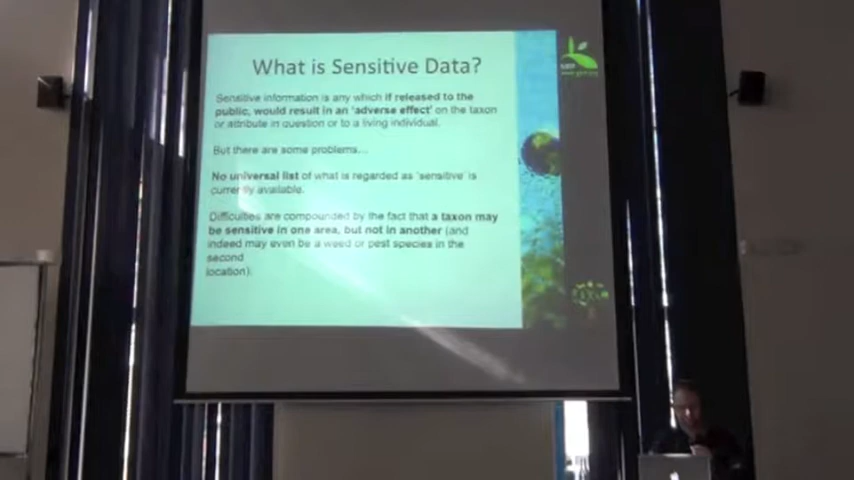 What is Sensitive Data?
Sensitive information is any which if released to the
public, would result in an 'adverse effect' on the taxon
or attribute in question or to a living individual.
But there are some problems...
No universal list of what is regarded as 'sensitive' is
currently available.
Difficulties are compounded by the fact that a taxon may
be sensitive in one area, but not in another (and
indeed may even be a weed or pest species in the
second
location).